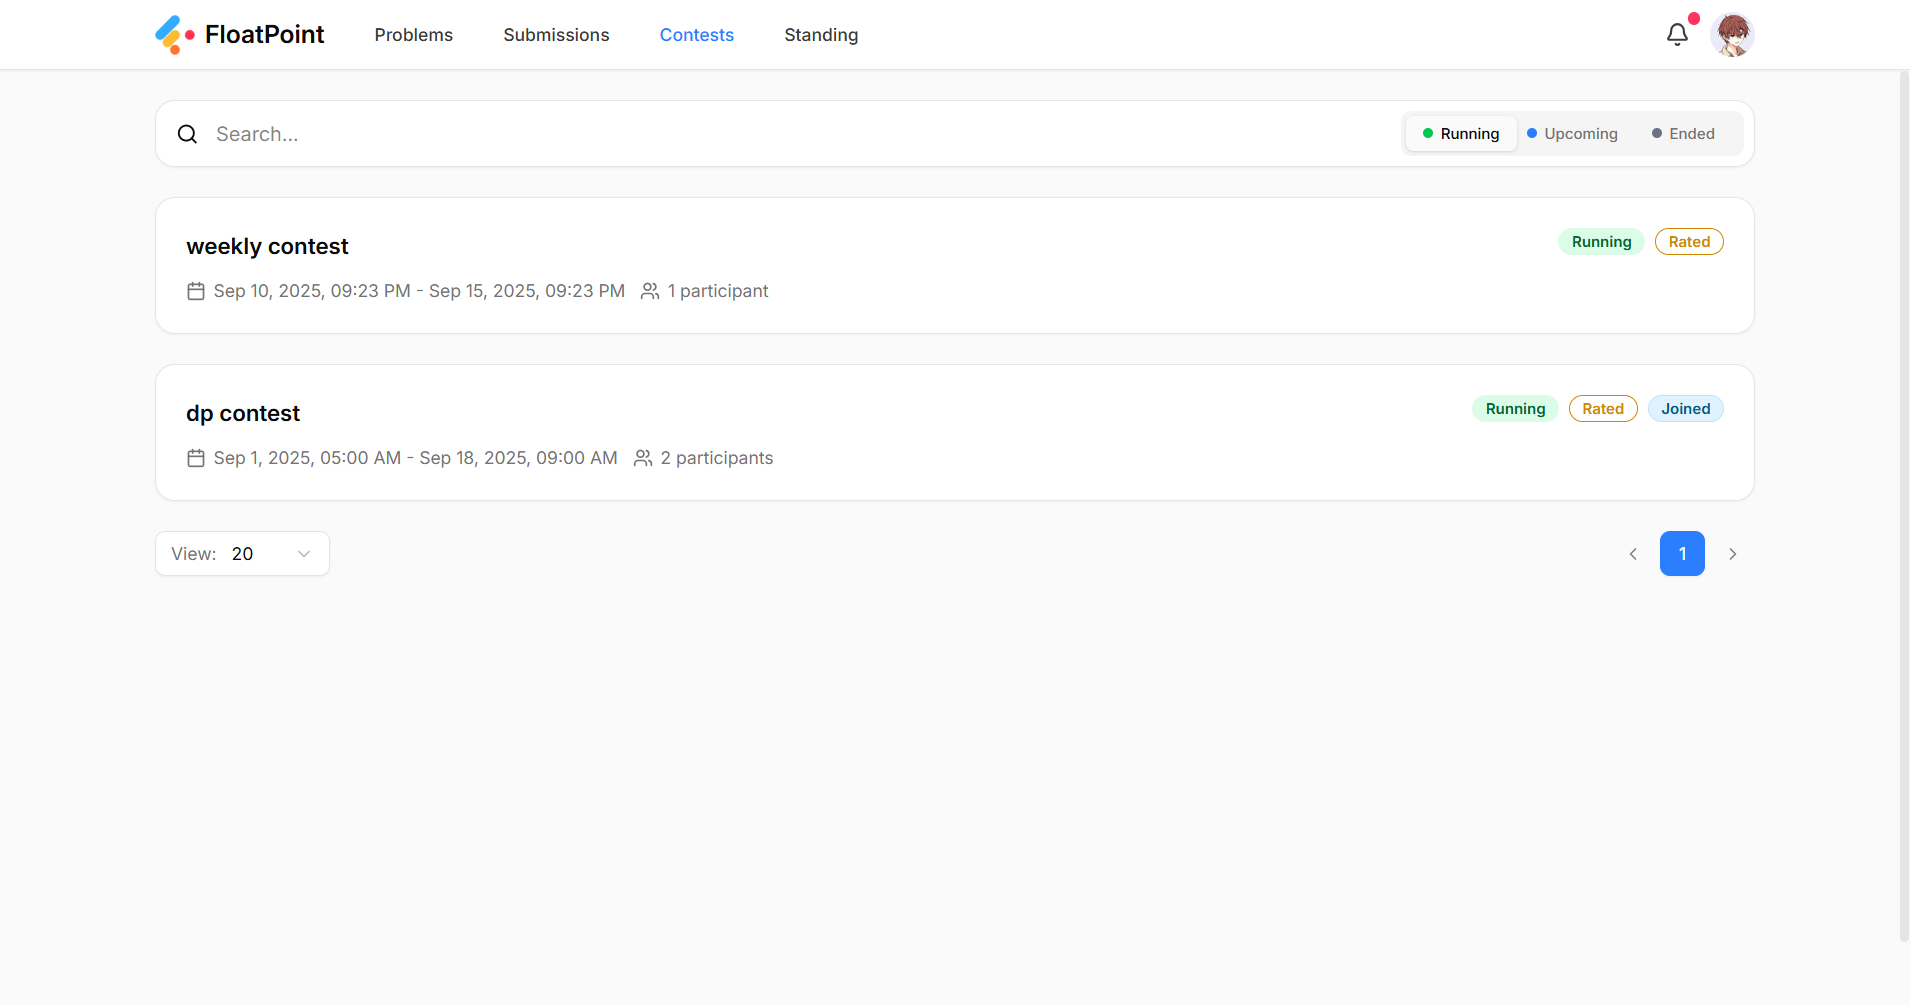 FloatPoint
Problems
Submissions
Contests
Standing
Search...
Running
Upcoming
Ended
weekly contest
Running
Rated
Sep 10, 2025, 09:23 PM - Sep 15, 2025, 09:23 PM
1 participant
dp contest
Running
Rated
Joined
Sep 1, 2025, 05:00 AM - Sep 18, 2025, 09:00 AM
2 participants
View: 20
1